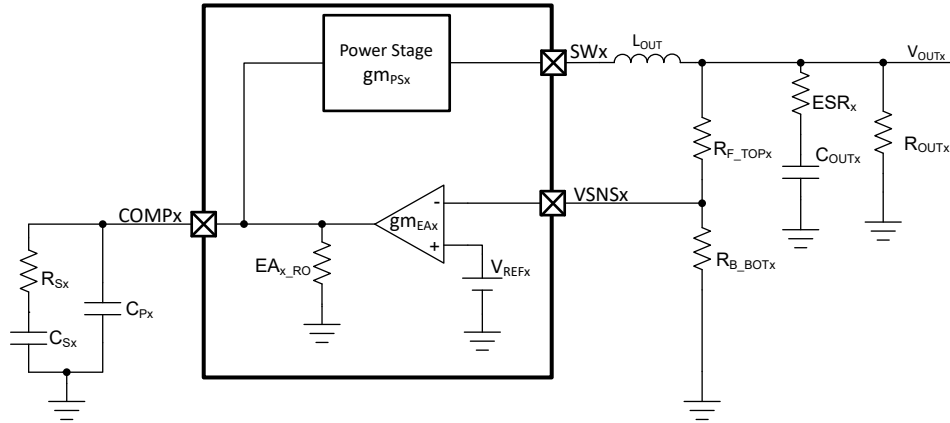 Power Stage
gmPSx
SWx
LOUT
VOUTx
ESRx
RF_TOPx
COUTx
ROUTx
COMPx
gmEAx
-
+
VSNSx
EAx_RO
VREFx
RB_BOTx
RSx
CPx
CSx